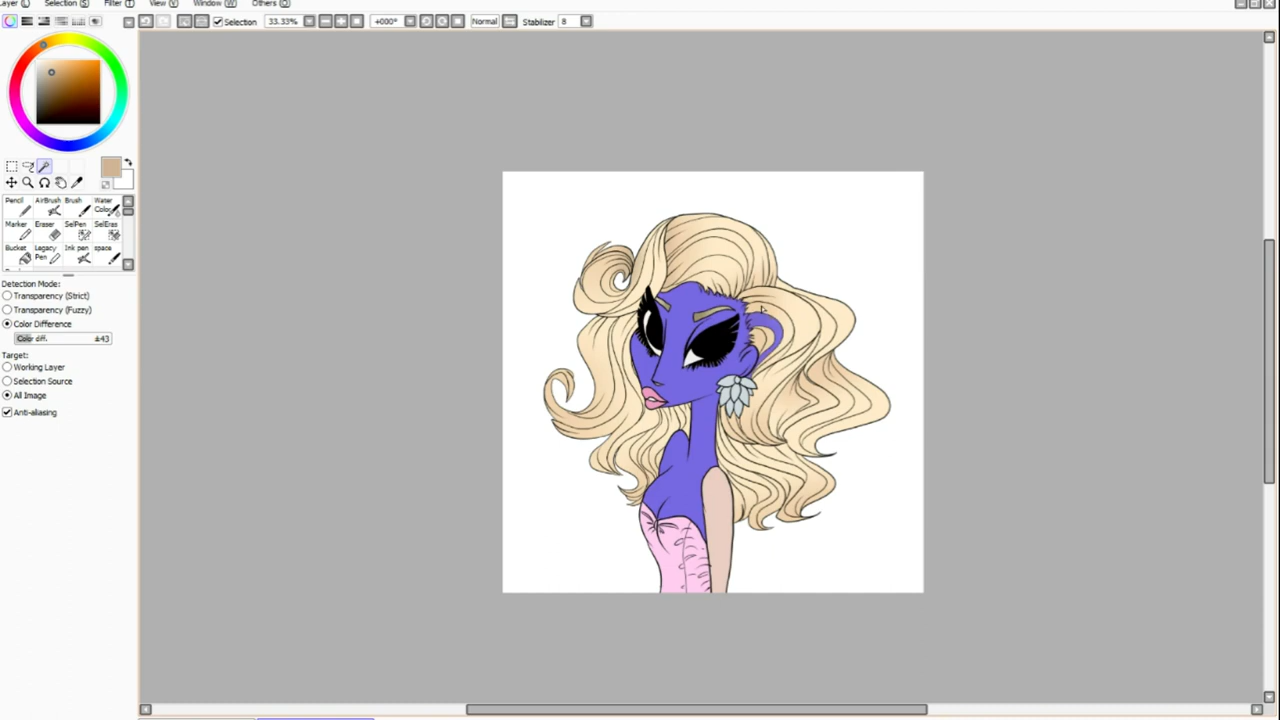 Layer (L) Selection (S) Filter (T) View (V) Window (W) Others (O)
Selection 33.33% +000° Normal Stabilizer 8
Pencil AirBrush Brush Water Color
Marker Eraser SelPen SelEras
Bucket Legacy Pen Ink pen space
Detection Mode:
Transparency (Strict)
Transparency (Fuzzy)
Color Difference
Color diff. ±43
Target:
Working Layer
Selection Source
All Image
Anti-aliasing